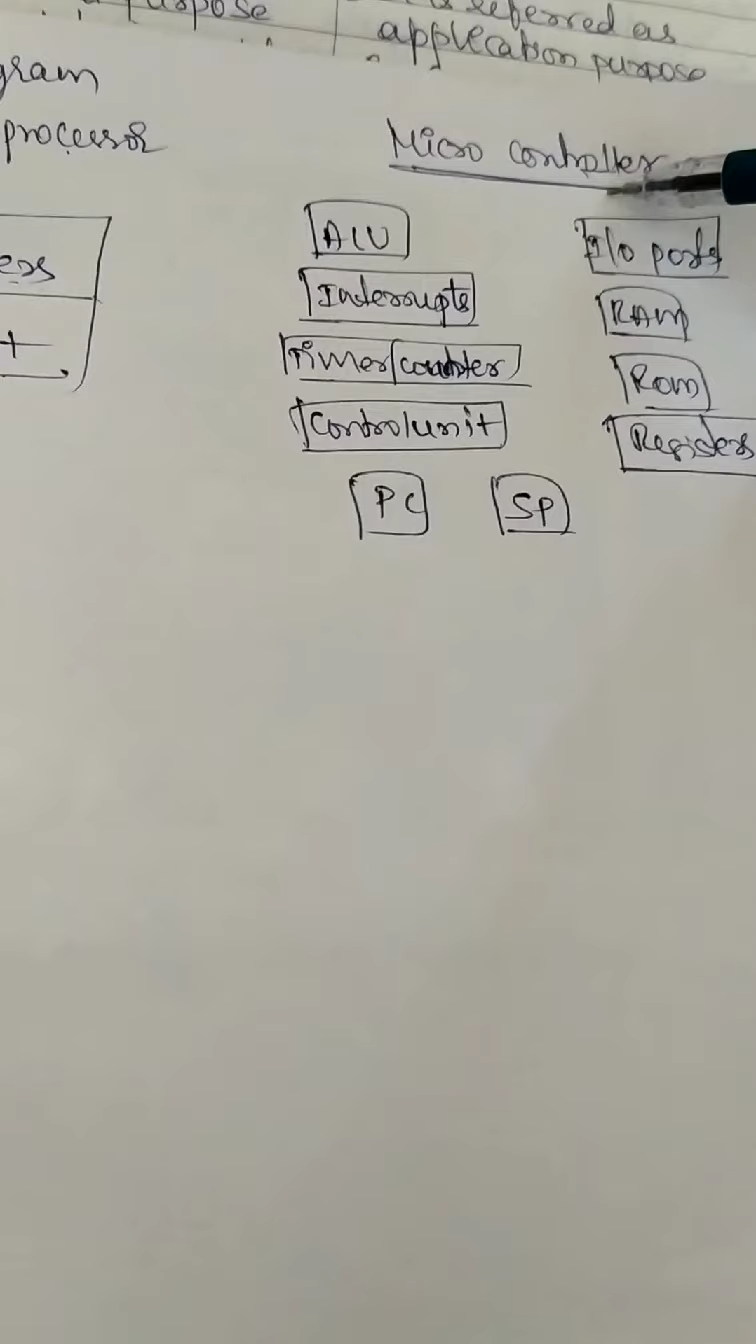 purpose
is referred as
application purpose
gram
processor
Micro controller
ALU
I/O ports
Interrupts
RAM
Timer/counter
Rom
Control unit
Registers
PC
SP